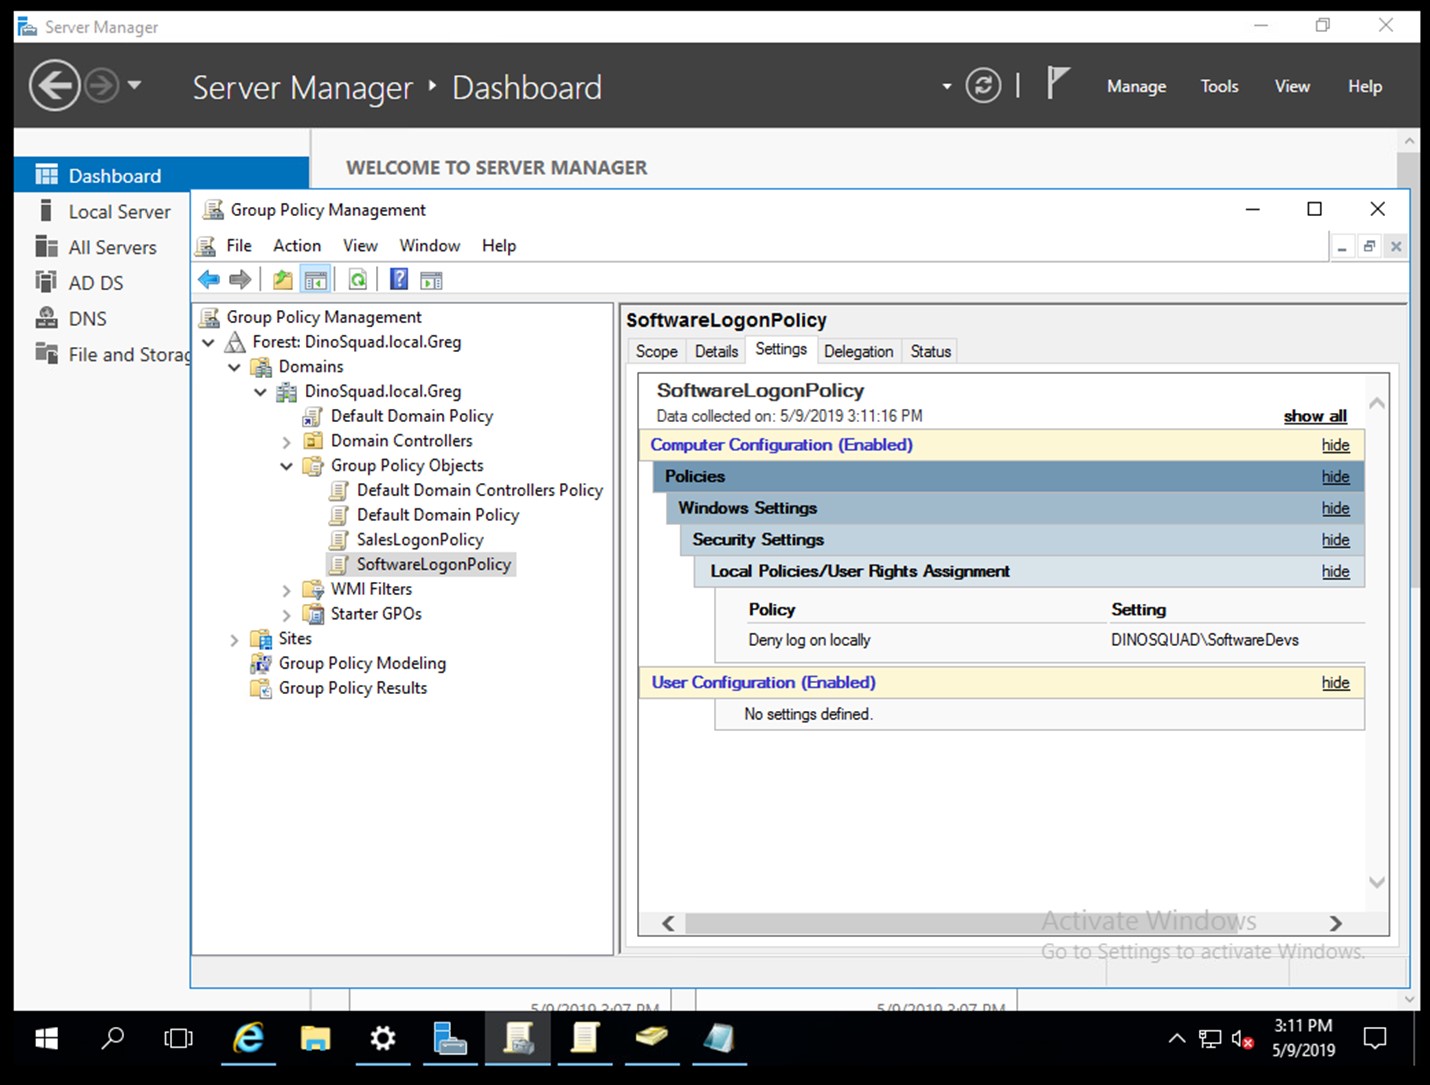 Server Manager
Server Manager ‣ Dashboard
Manage Tools View Help
WELCOME TO SERVER MANAGER
Dashboard
Local Server
All Servers
AD DS
DNS
File and Storag
Group Policy Management
File Action View Window Help
Group Policy Management
Forest: DinoSquad.local.Greg
Domains
DinoSquad.local.Greg
Default Domain Policy
Domain Controllers
Group Policy Objects
Default Domain Controllers Policy
Default Domain Policy
SalesLogonPolicy
SoftwareLogonPolicy
WMI Filters
Starter GPOs
Sites
Group Policy Modeling
Group Policy Results
SoftwareLogonPolicy
Scope Details Settings Delegation Status
SoftwareLogonPolicy
Data collected on: 5/9/2019 3:11:16 PM show all
Computer Configuration (Enabled) hide
Policies hide
Windows Settings hide
Security Settings hide
Local Policies/User Rights Assignment hide
Policy Setting
Deny log on locally DINOSQUAD\SoftwareDevs
User Configuration (Enabled) hide
No settings defined.
Activate Windows
Go to Settings to activate Windows.
5/9/2019 3:07 PM 5/9/2019 3:07 PM
3:11 PM
5/9/2019